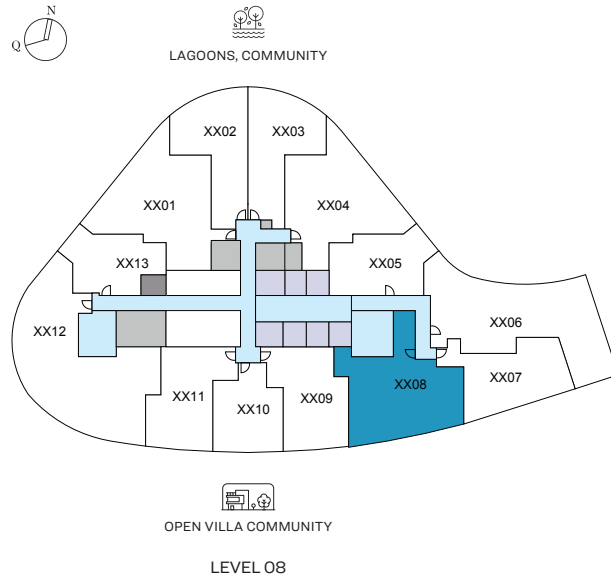 N
Q
LAGOONS, COMMUNITY
XX02
XX03
XX01
XX04
XX13
XX05
XX12
XX06
XX08
XX07
XX11
XX10
XX09
OPEN VILLA COMMUNITY
LEVEL 08